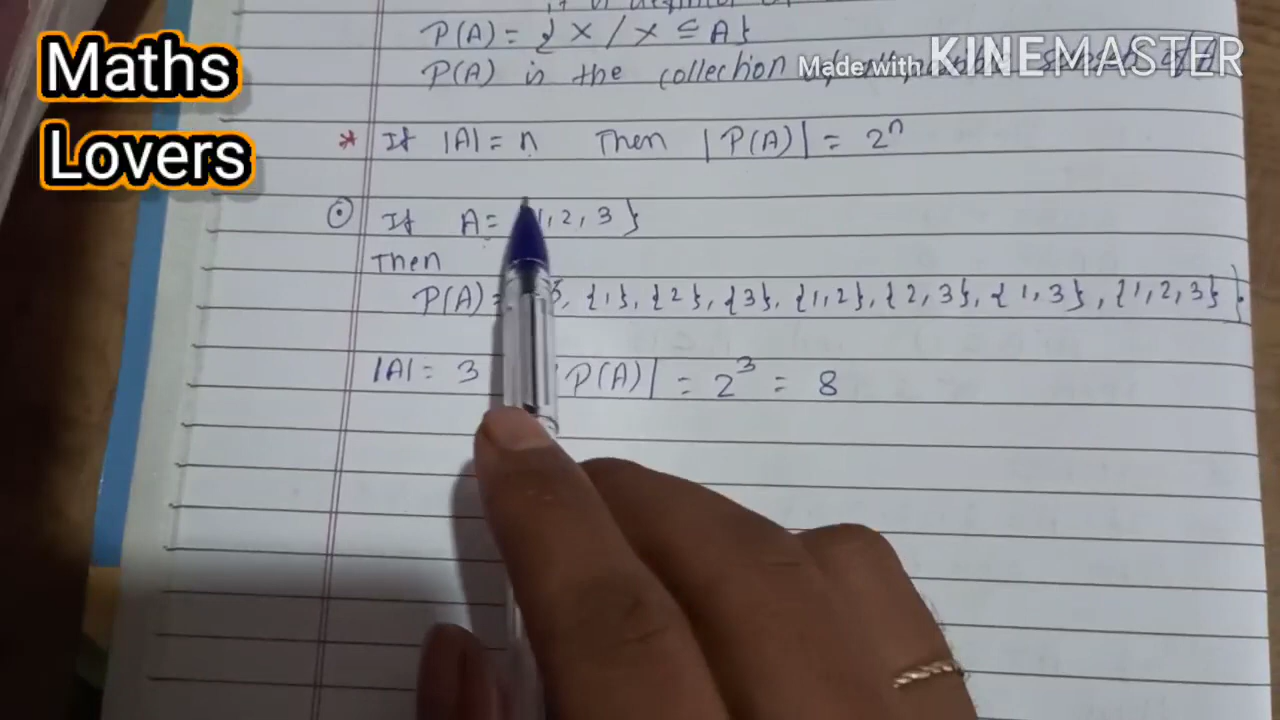 Maths
Lovers
P(A) = { X / X ⊆ A}
P(A) is the collection
Made with KINEMASTER
* If |A| = n Then |P(A)| = 2ⁿ
⊙ If A = 1, 2, 3 }
Then
P(A) = }, {1}, {2}, {3}, {1,2}, {2,3}, {1,3}, {1,2,3} }
|A| = 3 P(A)| = 2³ = 8